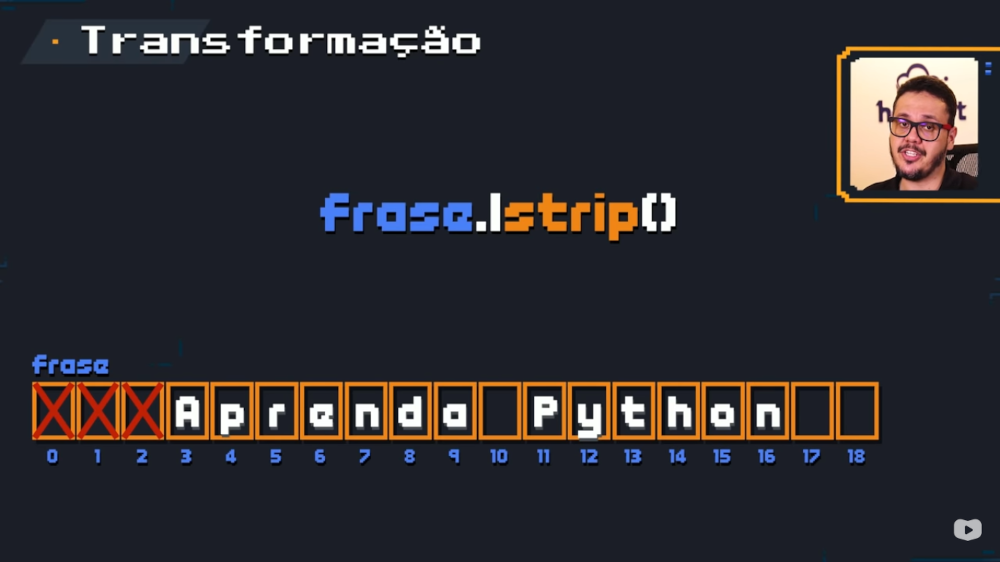 Transformação
frase.lstrip()
frase
A p r e n d a P y t h o n
0 1 2 3 4 5 6 7 8 9 10 11 12 13 14 15 16 17 18